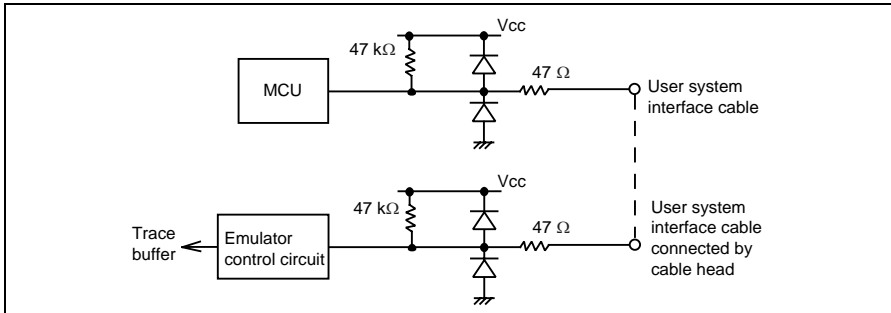 Vcc
47 kΩ
47 Ω
MCU
User system
interface cable
Vcc
47 kΩ
47 Ω
Trace
buffer
Emulator
control circuit
User system
interface cable
connected by
cable head